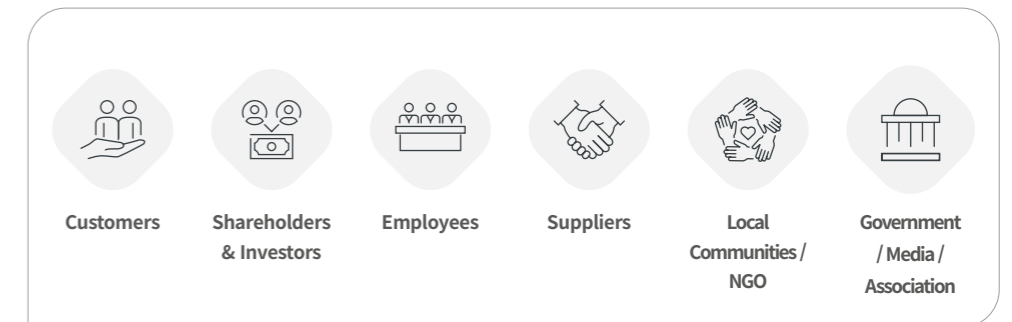 Customers
Shareholders
& Investors
Employees
Suppliers
Local
Communities /
NGO
Government
/ Media /
Association